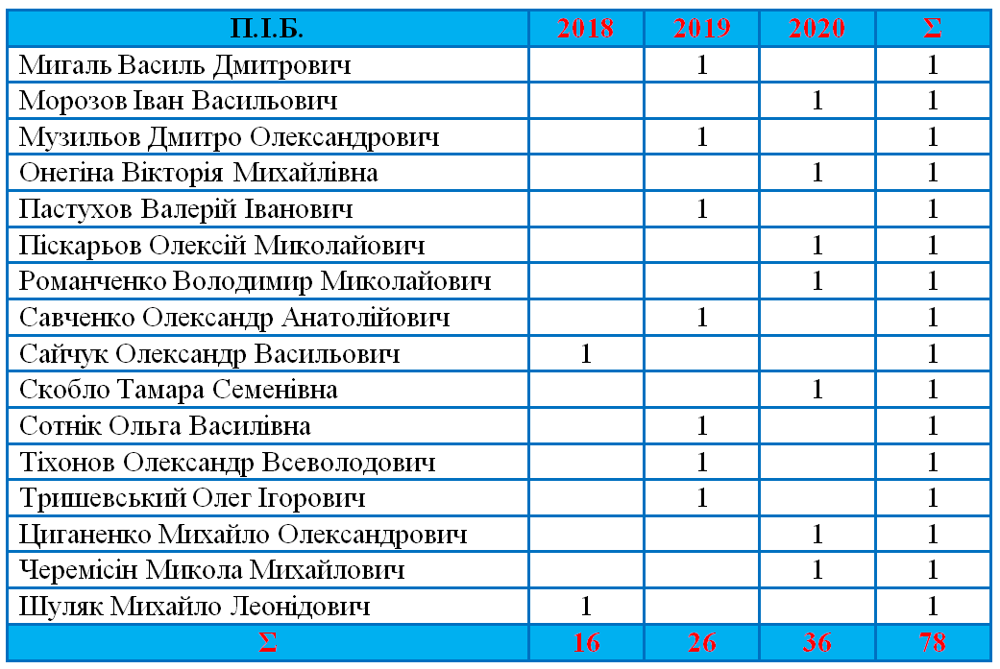 П.І.Б. 2018 2019 2020 Σ
Мигаль Василь Дмитрович 1 1
Морозов Іван Васильович 1 1
Музильов Дмитро Олександрович 1 1
Онегіна Вікторія Михайлівна 1 1
Пастухов Валерій Іванович 1 1
Піскарьов Олексій Миколайович 1 1
Романченко Володимир Миколайович 1 1
Савченко Олександр Анатолійович 1 1
Сайчук Олександр Васильович 1 1
Скобло Тамара Семенівна 1 1
Сотнік Ольга Василівна 1 1
Тіхонов Олександр Всеволодович 1 1
Тришевський Олег Ігорович 1 1
Циганенко Михайло Олександрович 1 1
Черемісін Микола Михайлович 1 1
Шуляк Михайло Леонідович 1 1
Σ 16 26 36 78